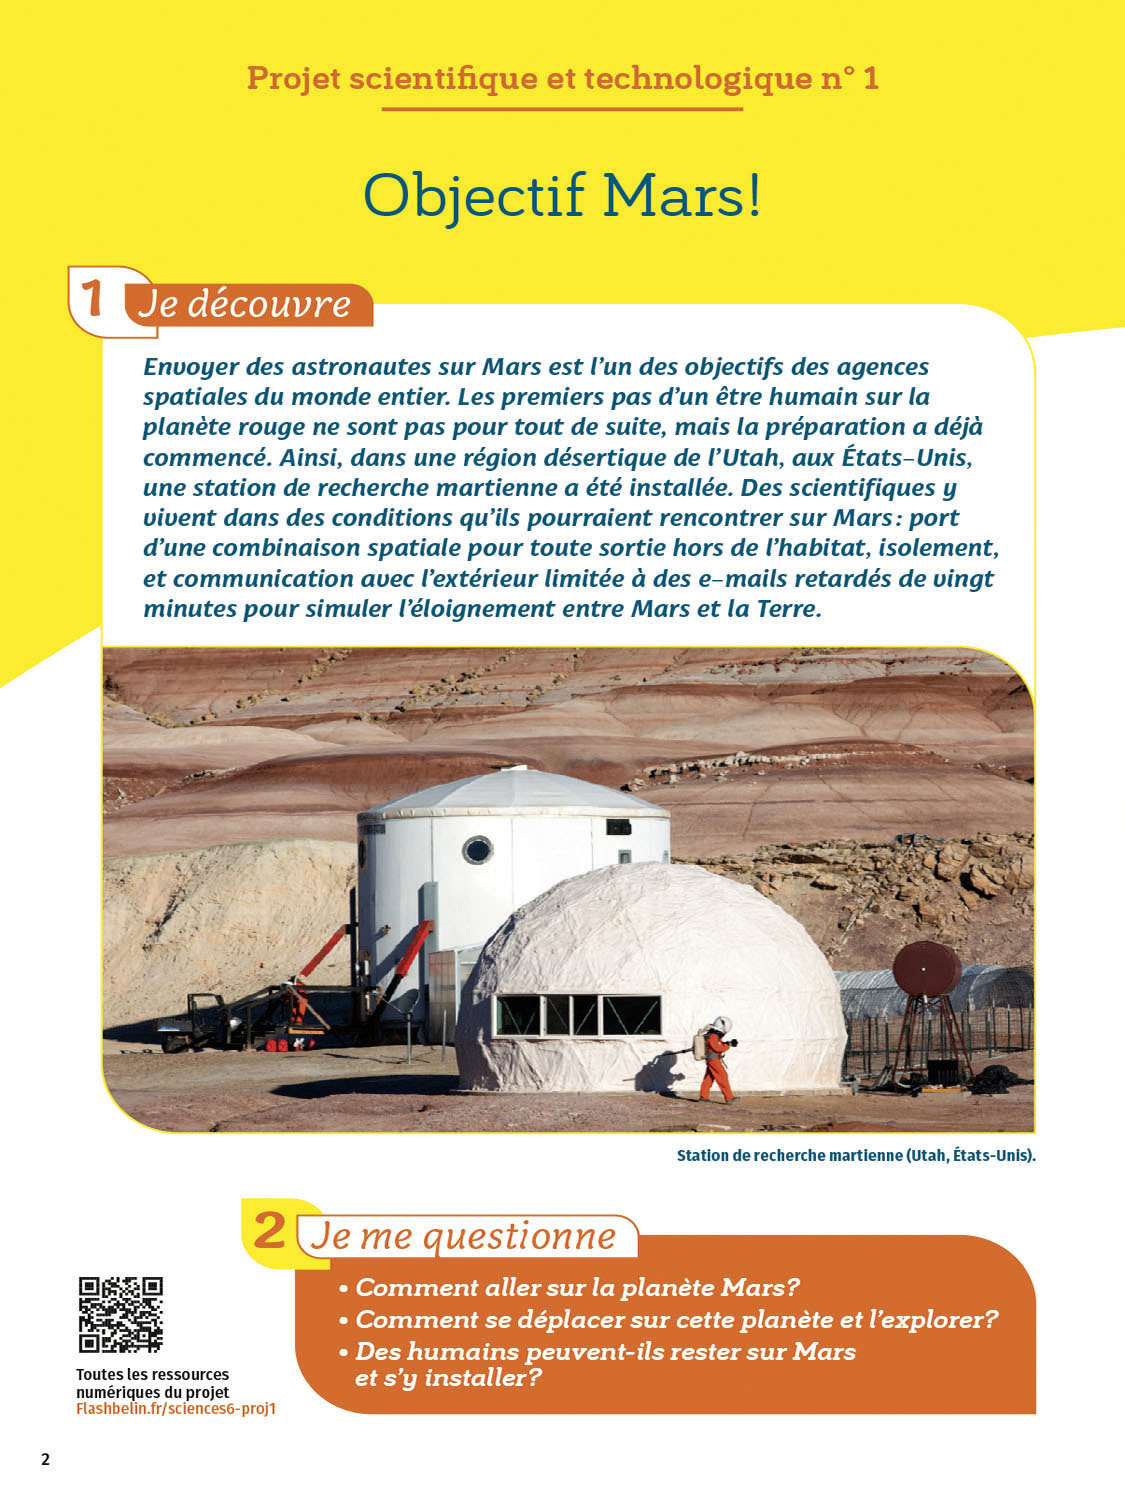 Projet scientifique et technologique n° 1
Objectif Mars!
1 Je découvre
Envoyer des astronautes sur Mars est l’un des objectifs des agences
spatiales du monde entier. Les premiers pas d’un être humain sur la
planète rouge ne sont pas pour tout de suite, mais la préparation a déjà
commencé. Ainsi, dans une région désertique de l’Utah, aux États-Unis,
une station de recherche martienne a été installée. Des scientifiques y
vivent dans des conditions qu’ils pourraient rencontrer sur Mars : port
d’une combinaison spatiale pour toute sortie hors de l’habitat, isolement,
et communication avec l’extérieur limitée à des e-mails retardés de vingt
minutes pour simuler l’éloignement entre Mars et la Terre.
Station de recherche martienne (Utah, États-Unis).
2 Je me questionne
• Comment aller sur la planète Mars?
• Comment se déplacer sur cette planète et l’explorer?
• Des humains peuvent-ils rester sur Mars
et s’y installer?
Toutes les ressources
numériques du projet
Flashbelin.fr/sciences6-proj1
2